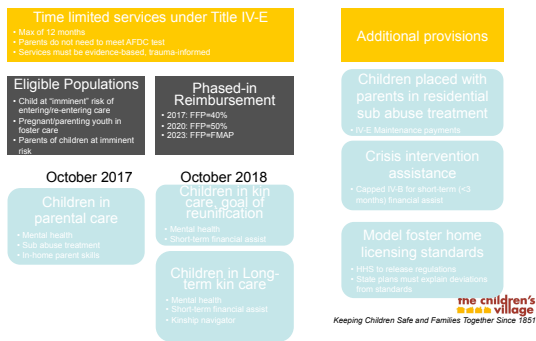 Time limited services under Title IV-E
• Max of 12 months
• Parents do not need to meet AFDC test
• Services must be evidence-based, trauma-informed
Eligible Populations
• Child at “imminent” risk of
entering/re-entering care
• Pregnant/parenting youth in
foster care
• Parents of children at imminent
risk
Phased-in
Reimbursement
• 2017: FFP=40%
• 2020: FFP=50%
• 2023: FFP=FMAP
October 2017
Children in
parental care
• Mental health
• Sub abuse treatment
• In-home parent skills
October 2018
Children in kin
care, goal of
reunification
• Mental health
• Short-term financial assist
Children in Long-
term kin care
• Mental health
• Short-term financial assist
• Kinship navigator
Additional provisions
Children placed with
parents in residential
sub abuse treatment
• IV-E Maintenance payments
Crisis intervention
assistance
• Capped IV-B for short-term (<3
months) financial assist
Model foster home
licensing standards
• HHS to release regulations
• State plans must explain deviations
from standards
the children's
village
Keeping Children Safe and Families Together Since 1851